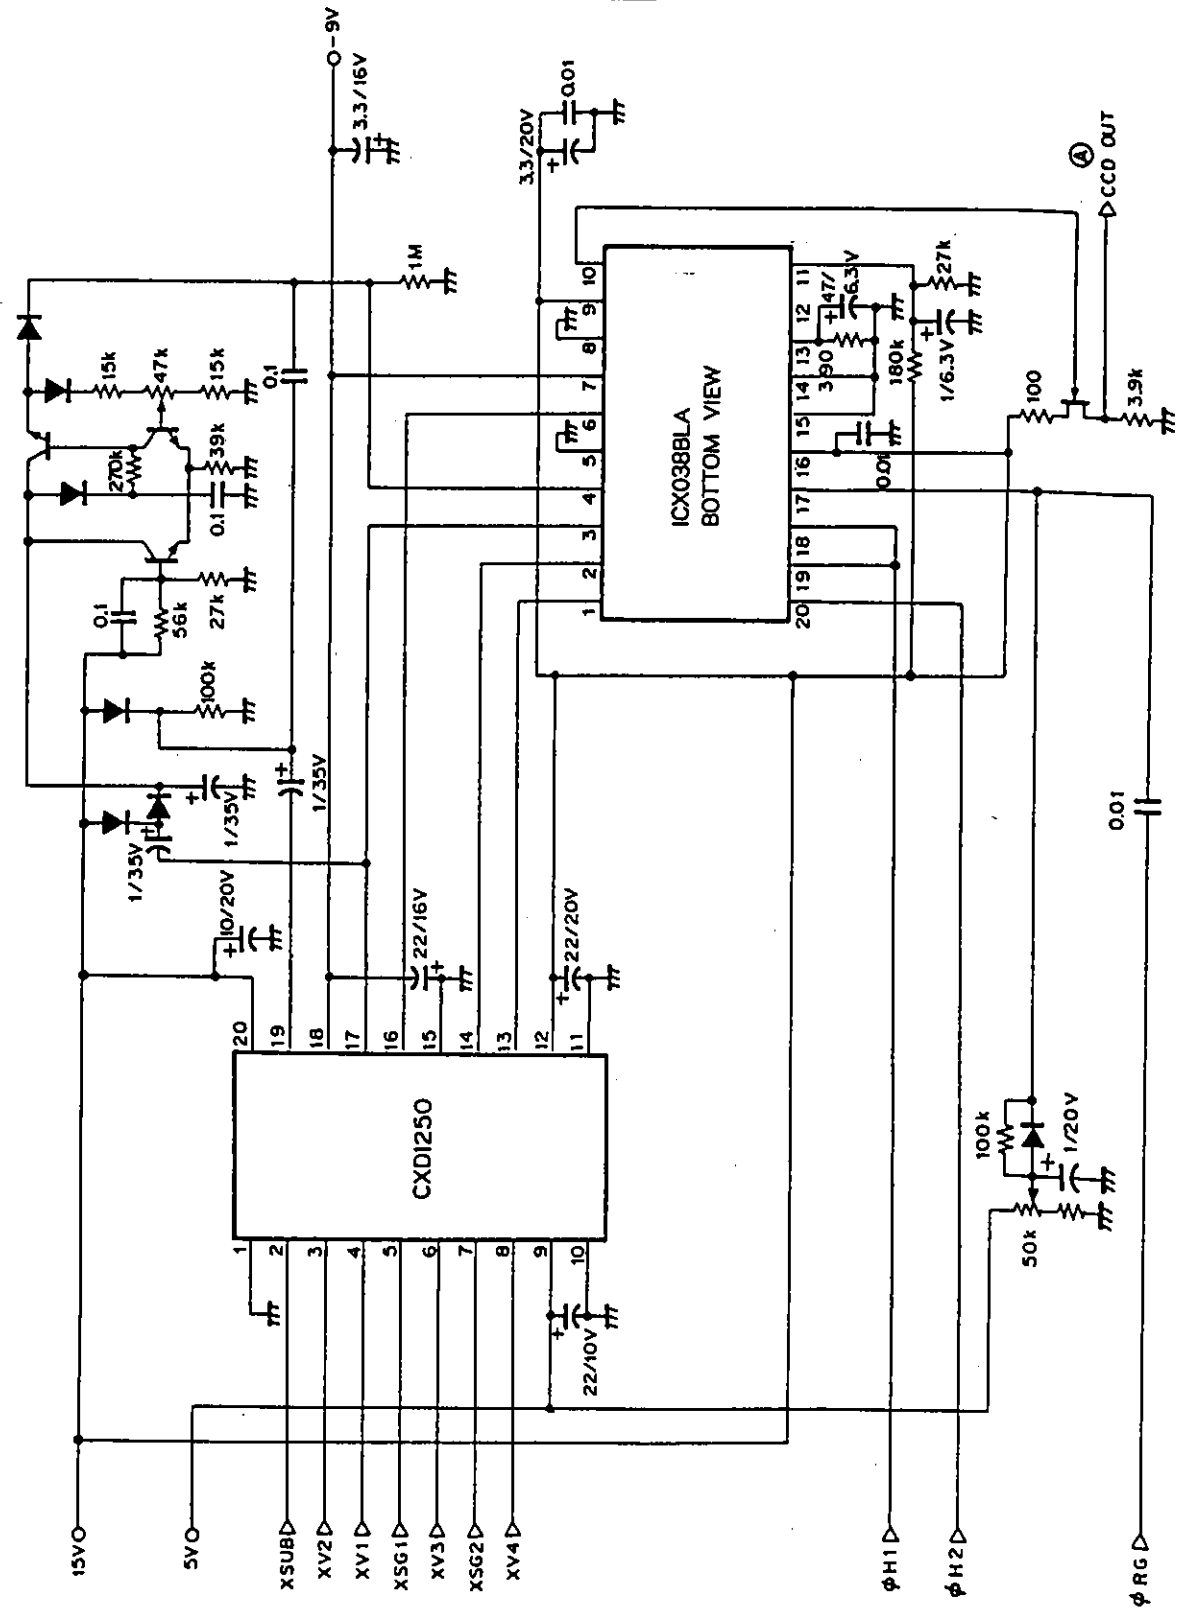 15V
5V
XSUB
XV2
XV1
XSG1
XV3
XSG2
XV4
φH1
φH2
φRG
-9V
3.3/16V
CXD1250
1
2
3
4
5
6
7
8
9
10
20
19
18
17
16
15
14
13
12
11
22/10V
10/20V
22/16V
22/20V
1/35V
1/35V
1/35V
100k
0.1
56k
27k
270k
0.1
39k
15k
47k
15k
0.1
1M
3.3/20V
0.01
ICX038BLA
BOTTOM VIEW
1
2
3
4
5
6
7
8
9
10
20
19
18
17
16
15
14
13
12
11
0.01
180k
390
47/
6.3V
1/6.3V
27k
100
3.9k
A
CCD OUT
0.01
100k
50k
1/20V